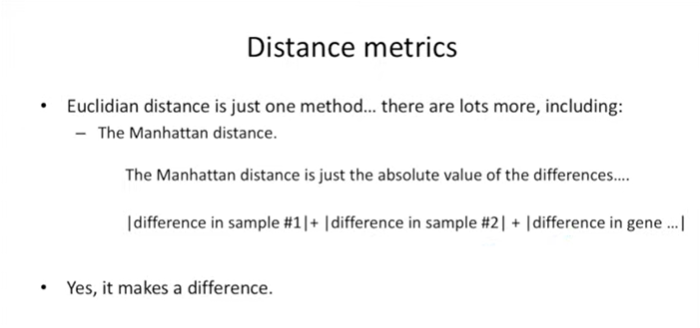 Distance metrics
• Euclidian distance is just one method... there are lots more, including:
– The Manhattan distance.
The Manhattan distance is just the absolute value of the differences....
|difference in sample #1|+ |difference in sample #2| + |difference in gene ...|
• Yes, it makes a difference.